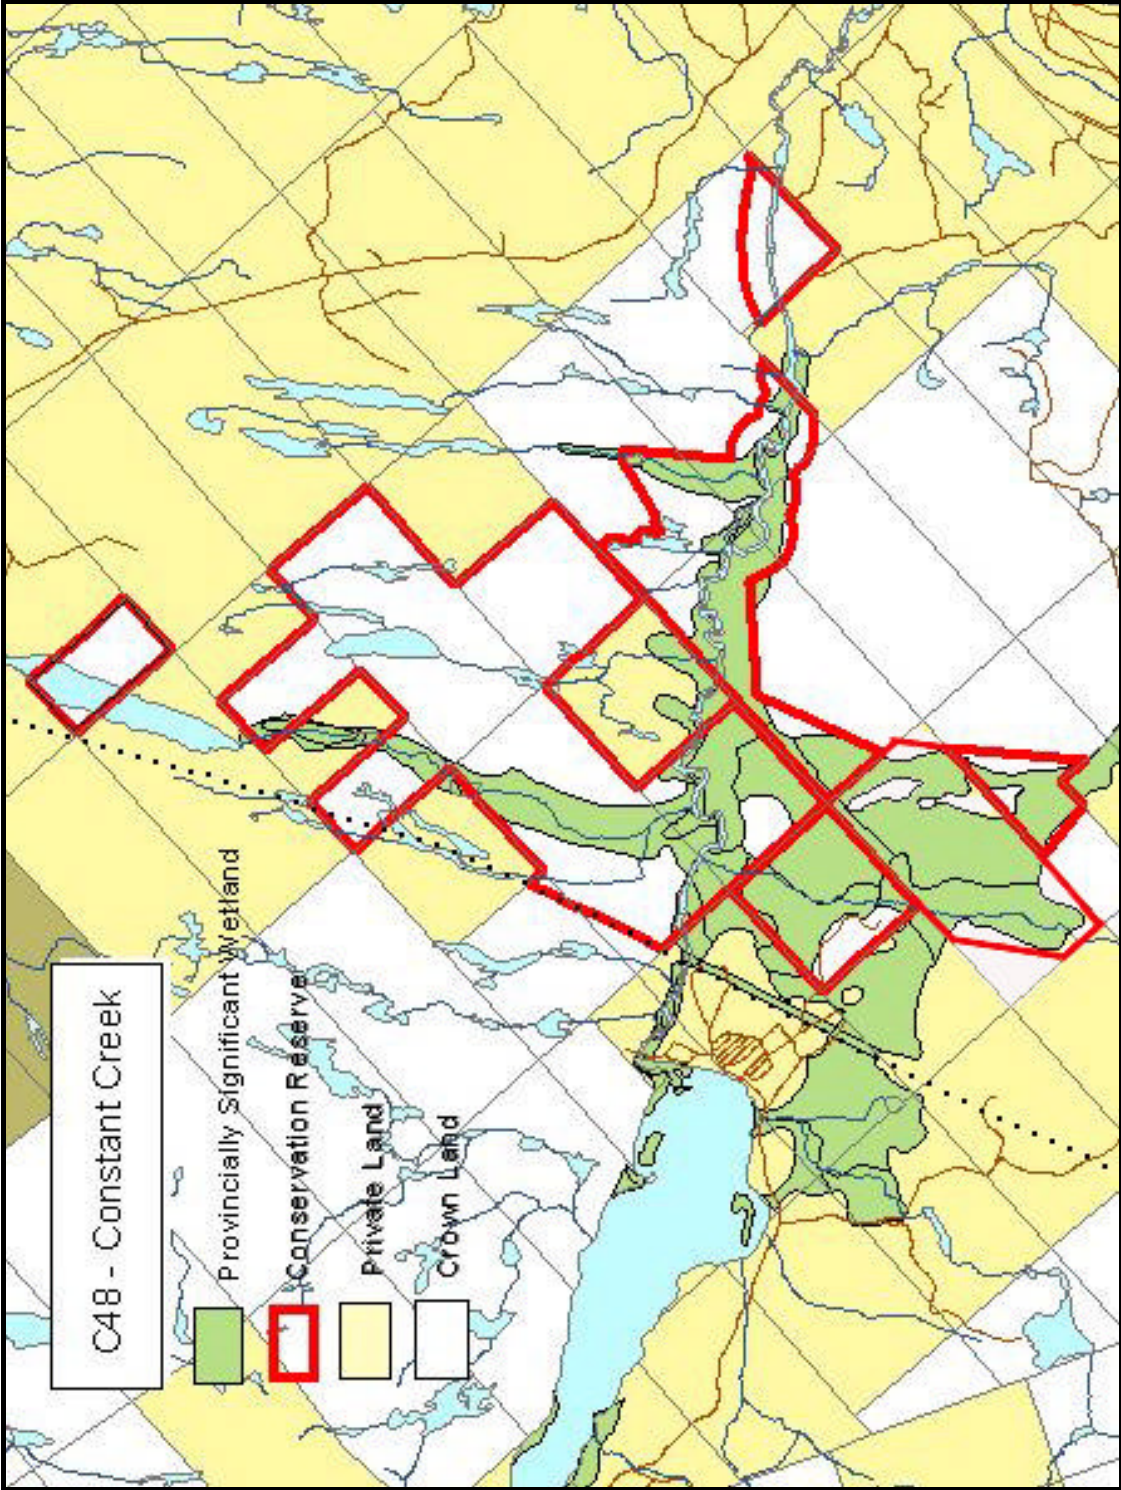 C48 - Constant Creek
Provincially Significant Wetland
Conservation Reserve
Private Land
Crown Land